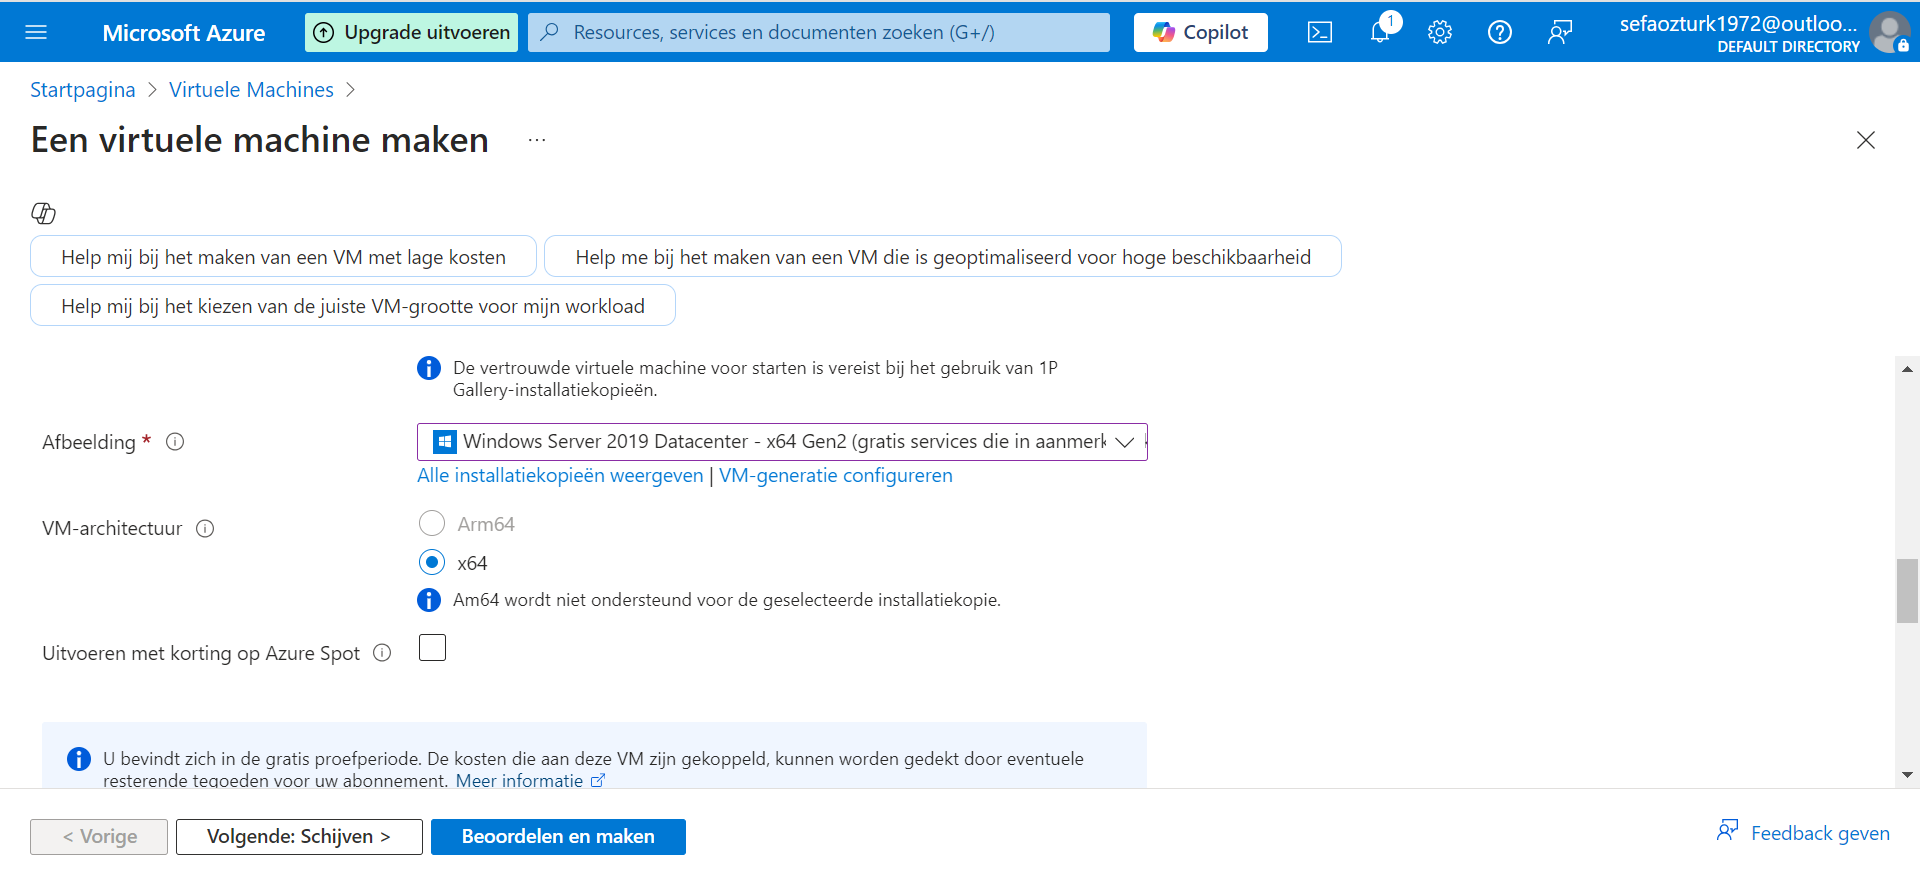 Microsoft Azure
Upgrade uitvoeren
Resources, services en documenten zoeken (G+/)
Copilot
1
sefaozturk1972@outloo...
DEFAULT DIRECTORY
Startpagina > Virtuele Machines >
Een virtuele machine maken ...
Help mij bij het maken van een VM met lage kosten
Help me bij het maken van een VM die is geoptimaliseerd voor hoge beschikbaarheid
Help mij bij het kiezen van de juiste VM-grootte voor mijn workload
De vertrouwde virtuele machine voor starten is vereist bij het gebruik van 1P
Gallery-installatiekopieën.
Afbeelding *
Windows Server 2019 Datacenter - x64 Gen2 (gratis services die in aanmerk
Alle installatiekopieën weergeven | VM-generatie configureren
VM-architectuur
Arm64
x64
Am64 wordt niet ondersteund voor de geselecteerde installatiekopie.
Uitvoeren met korting op Azure Spot
U bevindt zich in de gratis proefperiode. De kosten die aan deze VM zijn gekoppeld, kunnen worden gedekt door eventuele
resterende tegoeden voor uw abonnement. Meer informatie
< Vorige
Volgende: Schijven >
Beoordelen en maken
Feedback geven